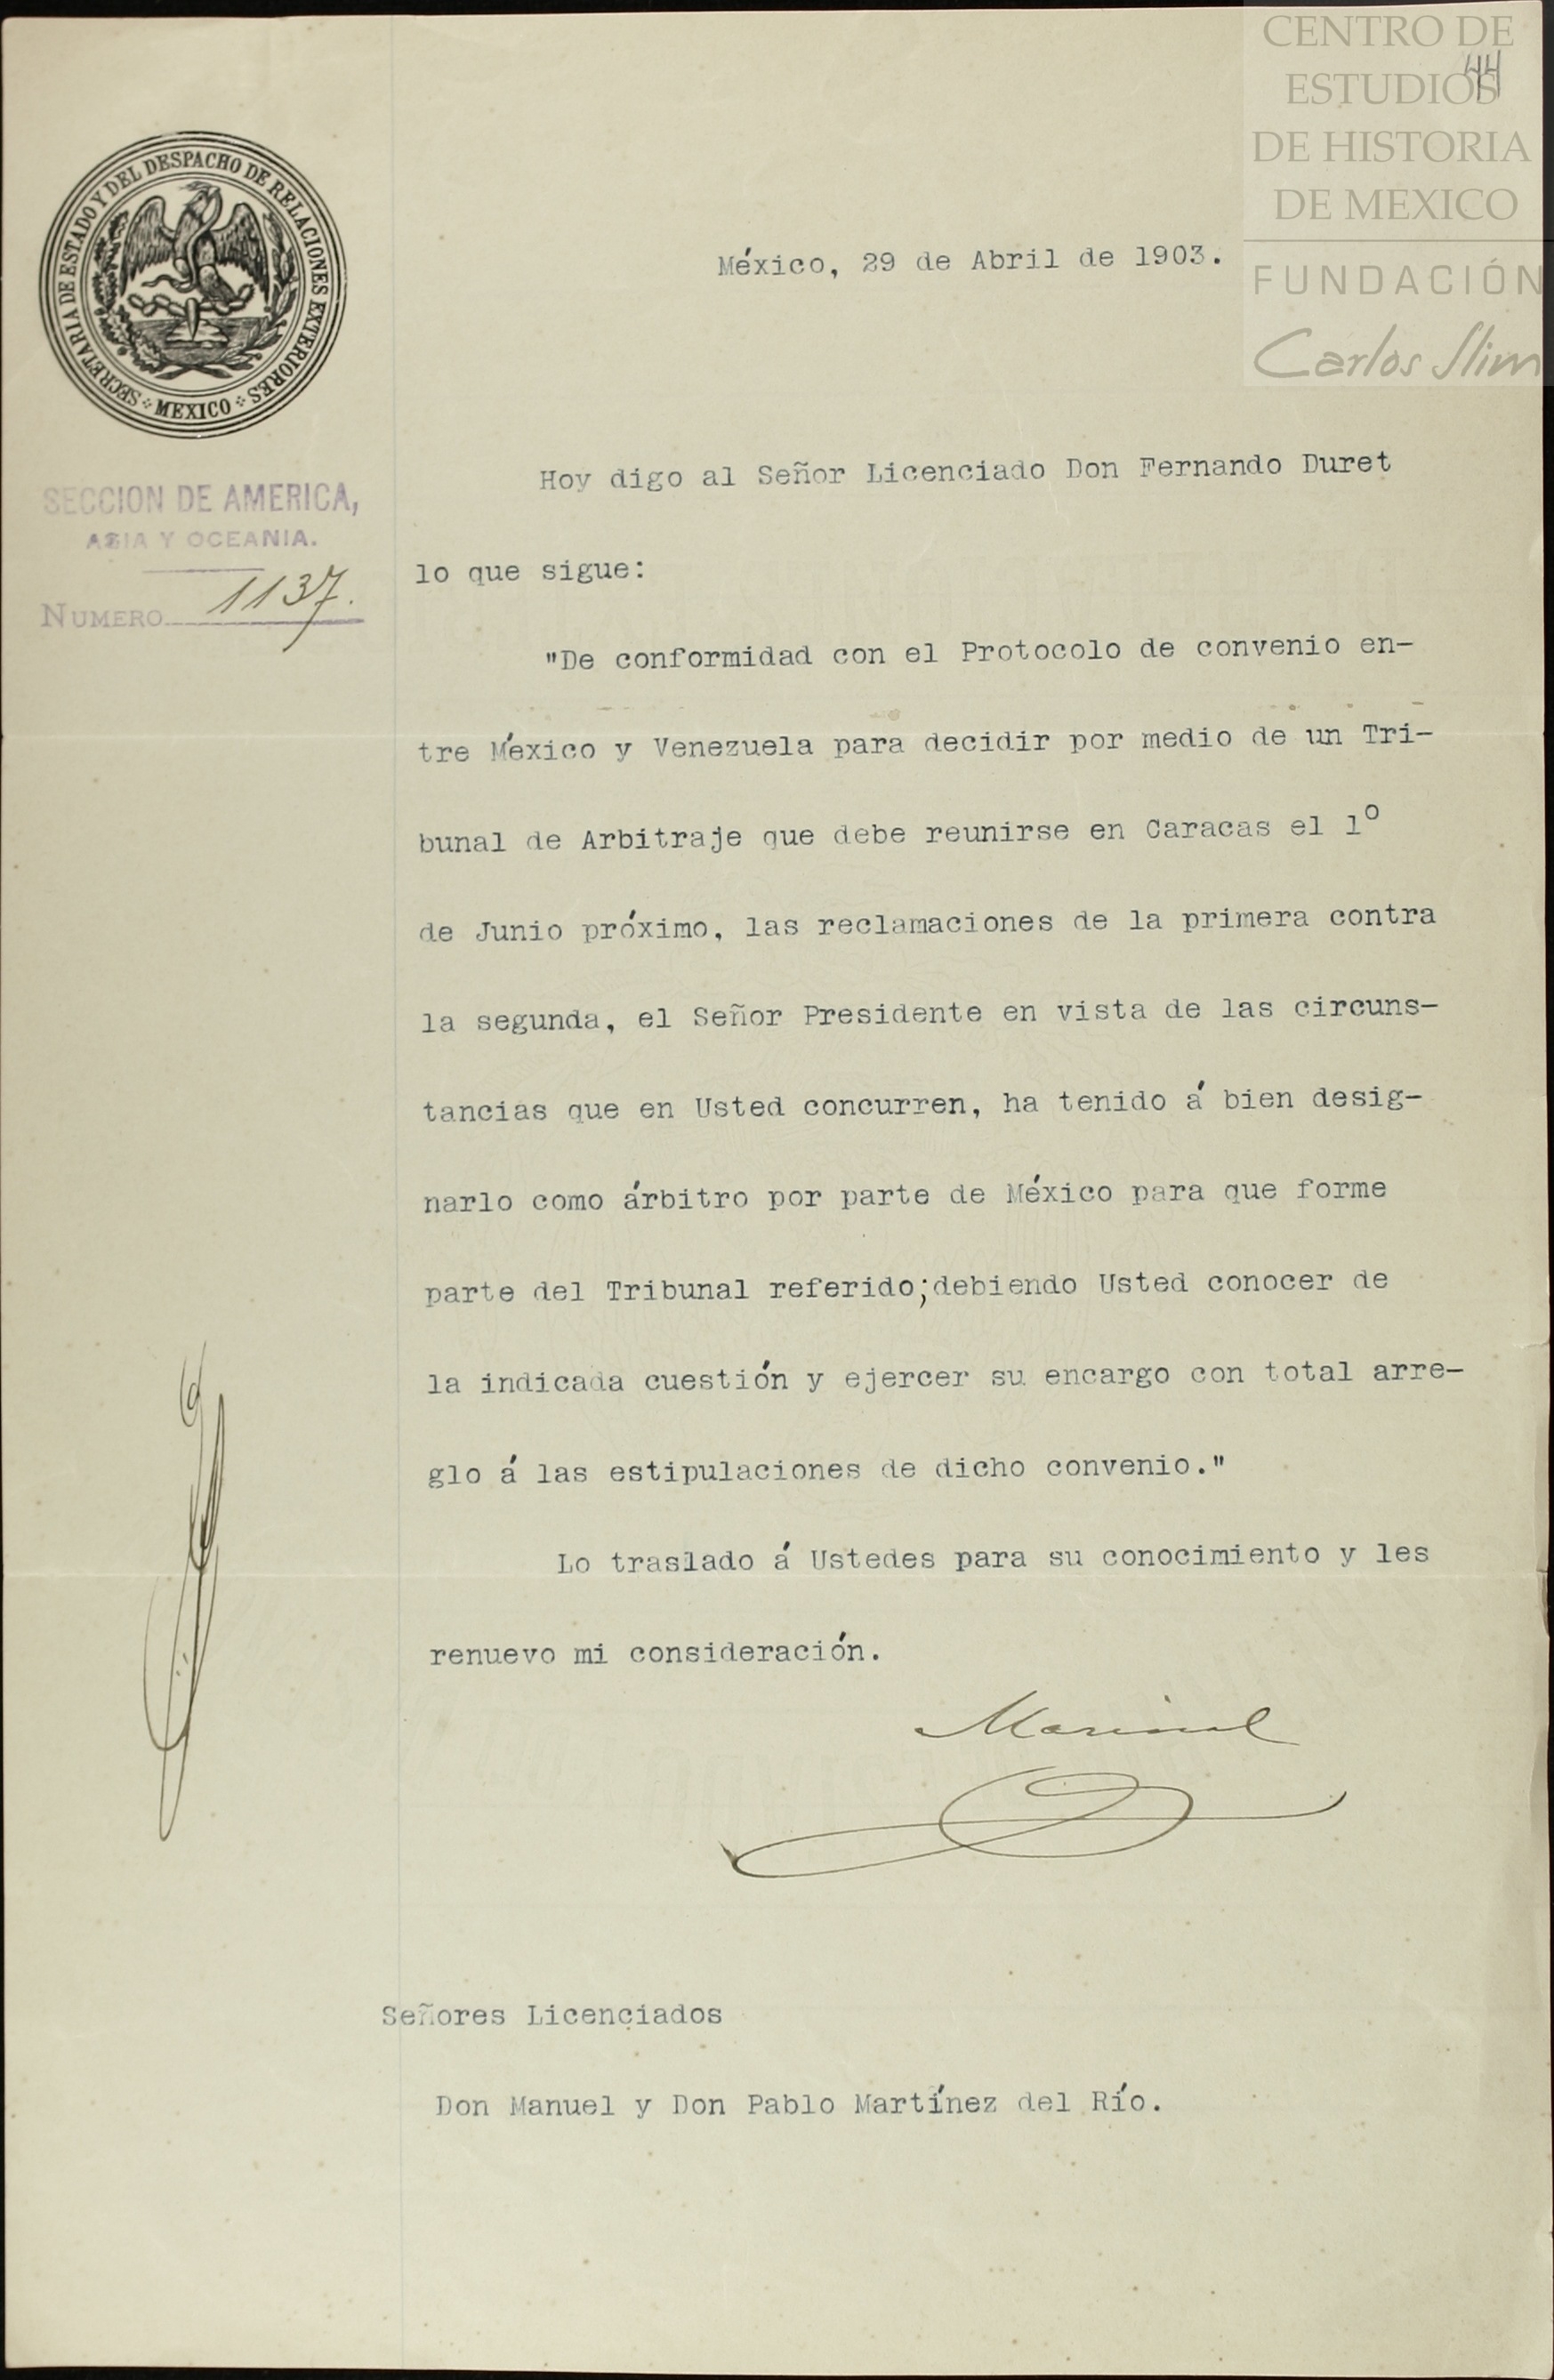 CENTRO DE
ESTUDIOS
44
DE HISTORIA
DE MEXICO
FUNDACIÓN
Carlos Slim
SECRETARIA DE ESTADO Y DEL DESPACHO DE RELACIONES EXTERIORES
MEXICO
México, 29 de Abril de 1903.
SECCION DE AMERICA,
ASIA Y OCEANIA.
NUMERO 1137.
Hoy digo al Señor Licenciado Don Fernando Duret
lo que sigue:
"De conformidad con el Protocolo de convenio en-
tre México y Venezuela para decidir por medio de un Tri-
bunal de Arbitraje que debe reunirse en Caracas el 1º
de Junio próximo, las reclamaciones de la primera contra
la segunda, el Señor Presidente en vista de las circuns-
tancias que en Usted concurren, ha tenido á bien desig-
narlo como árbitro por parte de México para que forme
parte del Tribunal referido;debiendo Usted conocer de
la indicada cuestión y ejercer su encargo con total arre-
glo á las estipulaciones de dicho convenio."
Lo traslado á Ustedes para su conocimiento y les
renuevo mi consideración.
Mariscal
Señores Licenciados
Don Manuel y Don Pablo Martínez del Río.